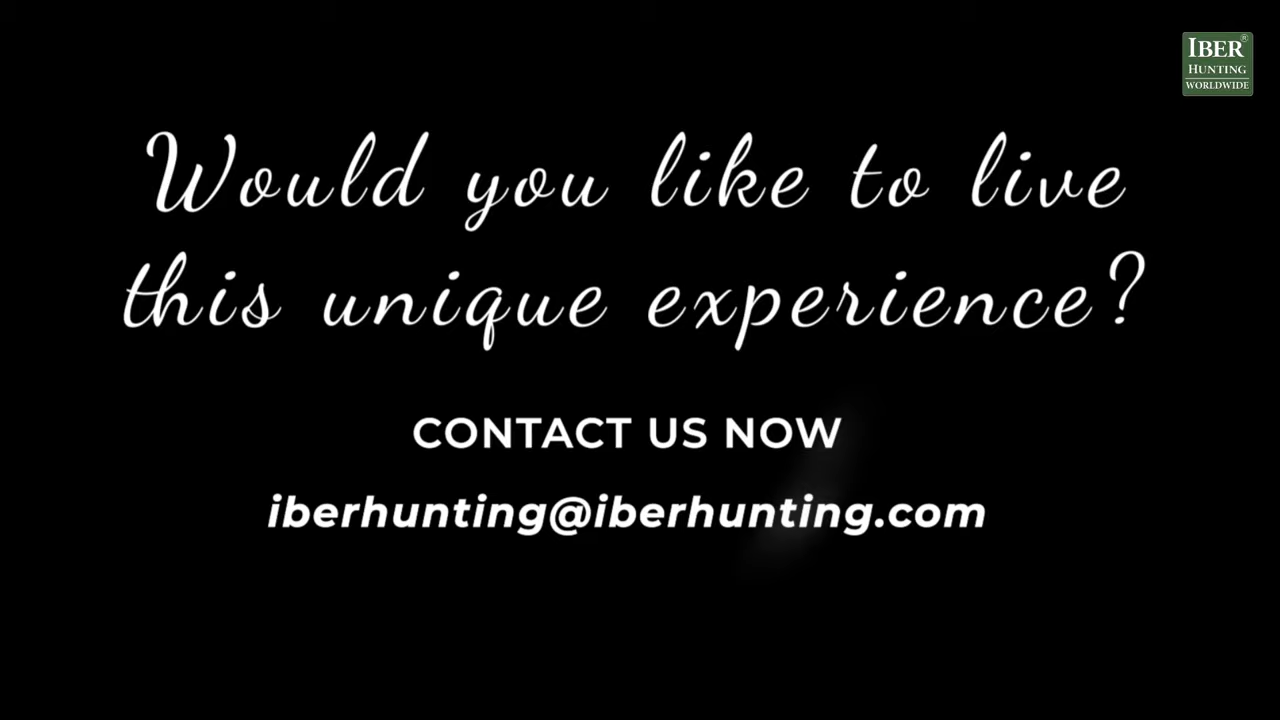 IBER®
HUNTING
WORLDWIDE
Would you like to live
this unique experience?
CONTACT US NOW
iberhunting@iberhunting.com